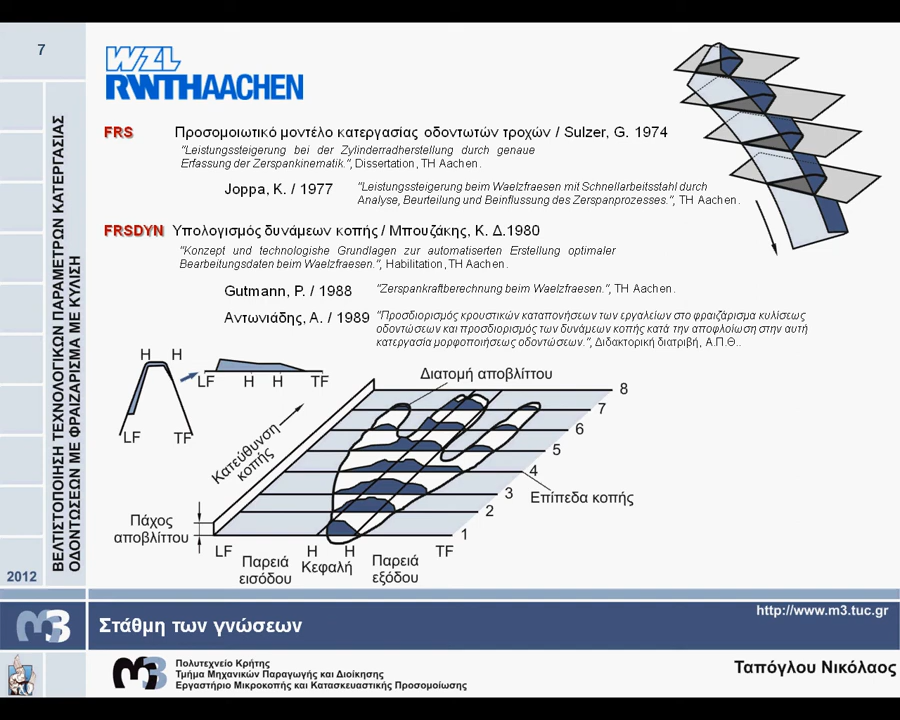 7
WZL
RWTHAACHEN
FRS Προσομοιωτικό μοντέλο κατεργασίας οδοντωτών τροχών / Sulzer, G. 1974
"Leistungssteigerung bei der Zylinderradherstellung durch genaue
Erfassung der Zerspankinematik.", Dissertation, TH Aachen.
Joppa, K. / 1977 "Leistungssteigerung beim Waelzfraesen mit Schnellarbeitsstahl durch
Analyse, Beurteilung und Beinflussung des Zerspanprozesses.", TH Aachen.
FRSDYN Υπολογισμός δυνάμεων κοπής / Μπουζάκης, Κ. Δ.1980
"Konzept und technologishe Grundlagen zur automatiserten Erstellung optimaler
Bearbeitungsdaten beim Waelzfraesen.", Habilitation, TH Aachen.
Gutmann, P. / 1988 "Zerspankraftberechnung beim Waelzfraesen.", TH Aachen.
Αντωνιάδης, Α. / 1989 "Προσδιορισμός κρουστικών καταπονήσεων των εργαλείων στο φραιζάρισμα κυλίσεως
οδοντώσεων και προσδιορισμός των δυνάμεων κοπής κατά την αποφλοίωση στην αυτή
κατεργασία μορφοποιήσεως οδοντώσεων.", Διδακτορική διατριβή, Α.Π.Θ..
H H
LF TF
LF H H TF
Διατομή αποβλίττου
Κατεύθυνση
κοπής
8
7
6
5
4
3
2
1
Επίπεδα κοπής
Πάχος
αποβλίττου
LF H H TF
Παρειά
εισόδου
Κεφαλή
Παρειά
εξόδου
ΒΕΛΤΙΣΤΟΠΟΙΗΣΗ ΤΕΧΝΟΛΟΓΙΚΩΝ ΠΑΡΑΜΕΤΡΩΝ ΚΑΤΕΡΓΑΣΙΑΣ
ΟΔΟΝΤΩΣΕΩΝ ΜΕ ΦΡΑΙΖΑΡΙΣΜΑ ΜΕ ΚΥΛΙΣΗ
2012
m3
Στάθμη των γνώσεων
http://www.m3.tuc.gr
m3
Πολυτεχνείο Κρήτης
Τμήμα Μηχανικών Παραγωγής και Διοίκησης
Εργαστήριο Μικροκοπής και Κατασκευαστικής Προσομοίωσης
Ταπόγλου Νικόλαος